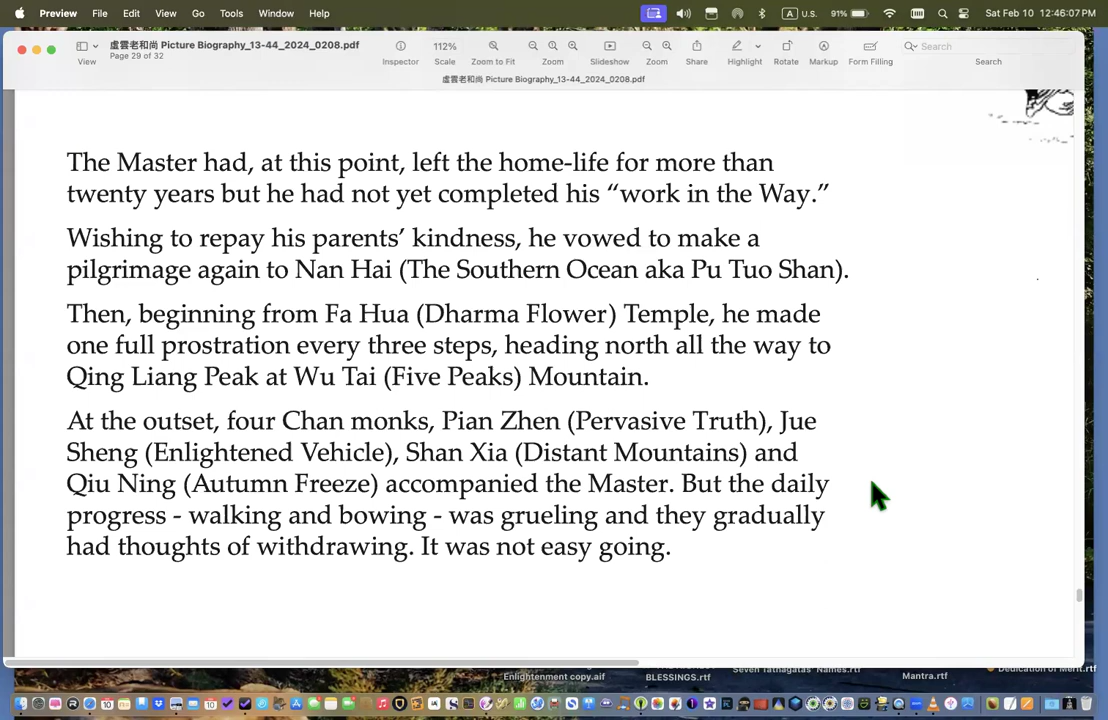 Preview File Edit View Go Tools Window Help A U.S. 91% Sat Feb 10 12:46:07 PM
虛雲老和尚 Picture Biography_13-44_2024_0208.pdf
Page 29 of 32
112% Search
View Inspector Scale Zoom to Fit Zoom Slideshow Zoom Share Highlight Rotate Markup Form Filling Search
虛雲老和尚 Picture Biography_13-44_2024_0208.pdf
The Master had, at this point, left the home-life for more than
twenty years but he had not yet completed his “work in the Way.”
Wishing to repay his parents’ kindness, he vowed to make a
pilgrimage again to Nan Hai (The Southern Ocean aka Pu Tuo Shan).
Then, beginning from Fa Hua (Dharma Flower) Temple, he made
one full prostration every three steps, heading north all the way to
Qing Liang Peak at Wu Tai (Five Peaks) Mountain.
At the outset, four Chan monks, Pian Zhen (Pervasive Truth), Jue
Sheng (Enlightened Vehicle), Shan Xia (Distant Mountains) and
Qiu Ning (Autumn Freeze) accompanied the Master. But the daily
progress - walking and bowing - was grueling and they gradually
had thoughts of withdrawing. It was not easy going.
Seven Tathagatas' Names.rtf Dedication of Merit.rtf
Enlightenment copy.aif BLESSINGS.rtf Mantra.rtf